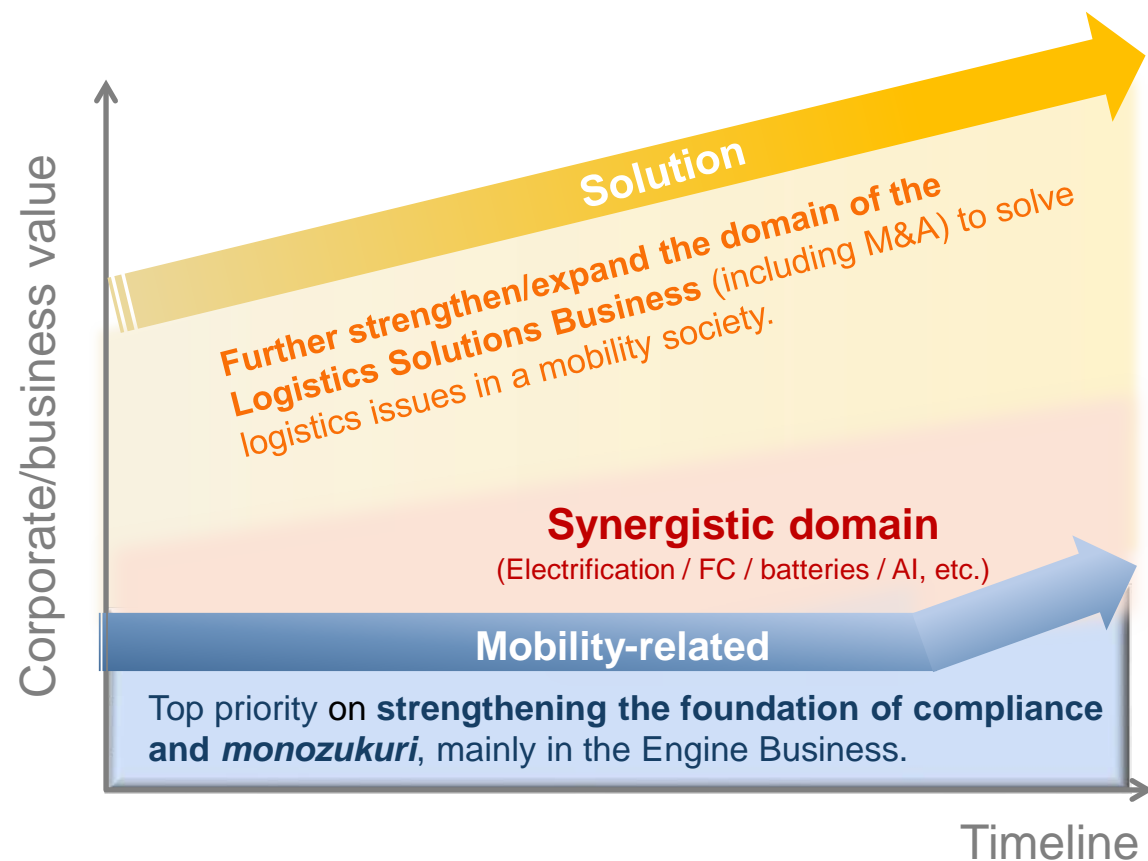 Corporate/business value
Solution
Further strengthen/expand the domain of the
Logistics Solutions Business (including M&A) to solve
logistics issues in a mobility society.
Synergistic domain
(Electrification / FC / batteries / AI, etc.)
Mobility-related
Top priority on strengthening the foundation of compliance
and monozukuri, mainly in the Engine Business.
Timeline